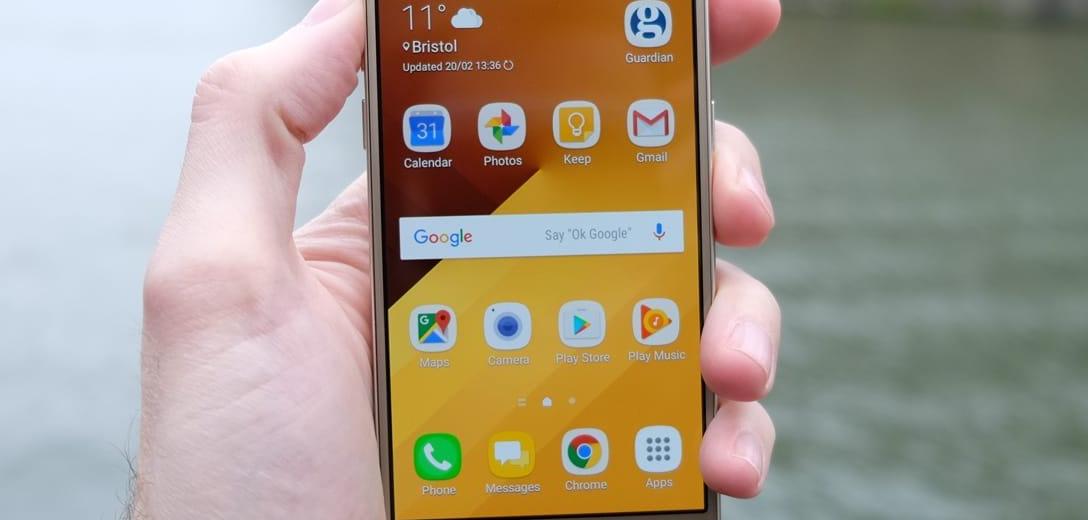 11°
Bristol
Updated 20/02 13:36
g
Guardian
31
Calendar
Photos
Keep
Gmail
Google
Say "Ok Google"
G
Maps
Camera
Play Store
Play Music
Phone
Messages
Chrome
Apps